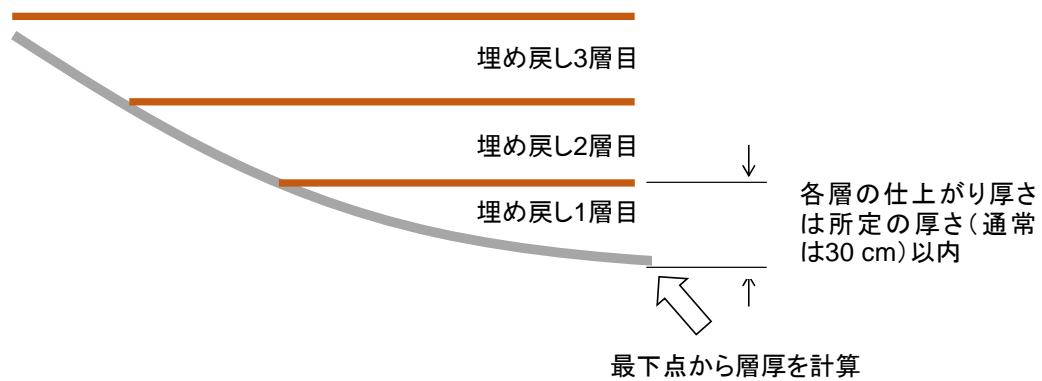 埋め戻し3層目
埋め戻し2層目
埋め戻し1層目
各層の仕上がり厚さ
は所定の厚さ（通常
は30 cm）以内
最下点から層厚を計算